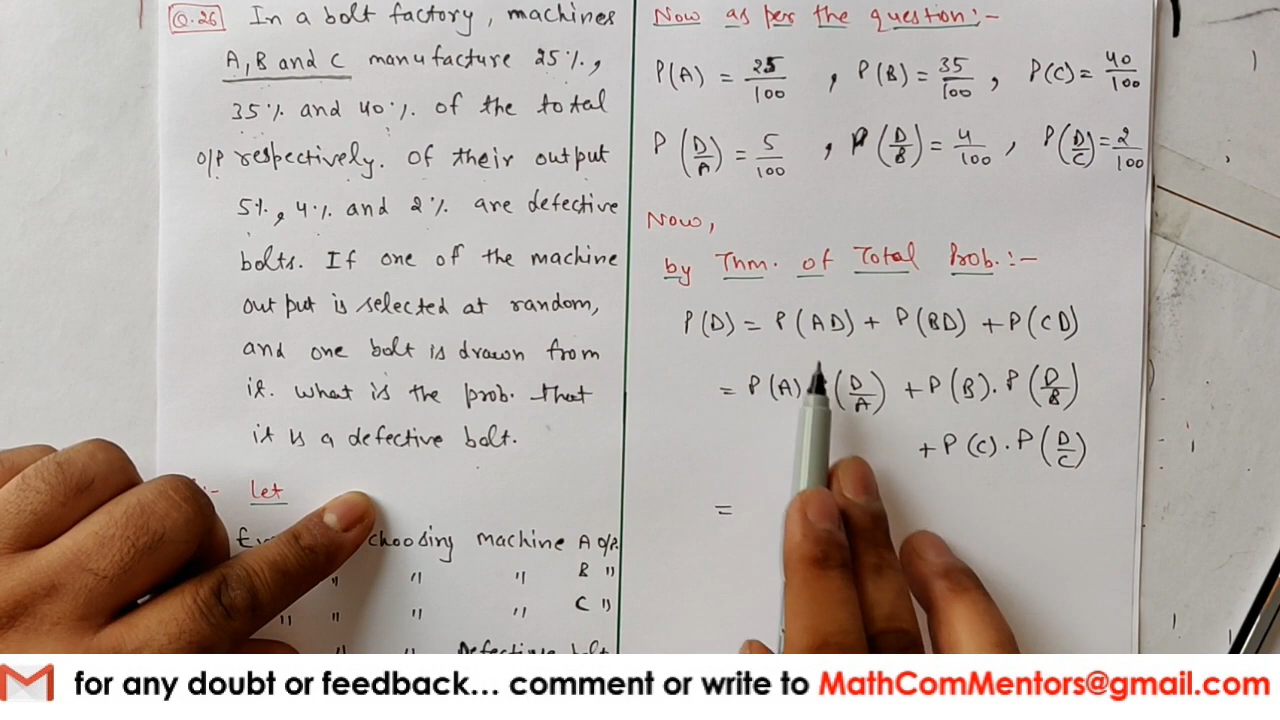 Q.26 In a bolt factory, machines
A, B and C manufacture 25%,
35% and 40% of the total
O/P respectively. Of their output
5%, 4% and 2% are defective
bolts. If one of the machine
output is selected at random,
and one bolt is drawn from
it. What is the prob. that
it is a defective bolt.
:- let
choosing machine A O/P.
" " " B "
" " " C "
" " Defective bolt
Now as per the question:-
P(A) = 25/100 , P(B) = 35/100 , P(C) = 40/100
P(D/A) = 5/100 , P(D/B) = 4/100 , P(D/C) = 2/100
Now,
by Thm. of Total Prob.:-
P(D) = P(AD) + P(BD) + P(CD)
= P(A) (D/A) + P(B). P(D/B)
+ P(C). P(D/C)
=
for any doubt or feedback... comment or write to MathComMentors@gmail.com